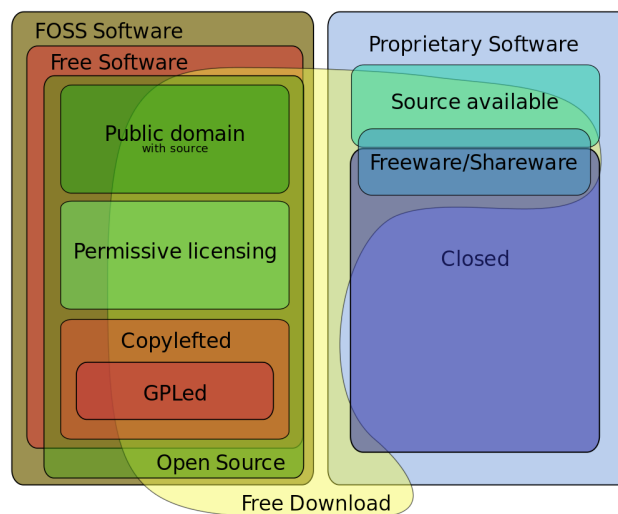 FOSS Software
Free Software
Public domain
with source
Permissive licensing
Copylefted
GPLed
Open Source
Free Download
Proprietary Software
Source available
Freeware/Shareware
Closed